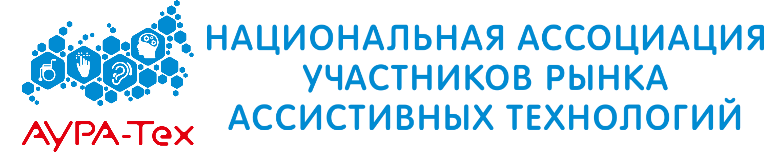 НАЦИОНАЛЬНАЯ АССОЦИАЦИЯ
УЧАСТНИКОВ РЫНКА
АССИСТИВНЫХ ТЕХНОЛОГИЙ
АУРА-Тех